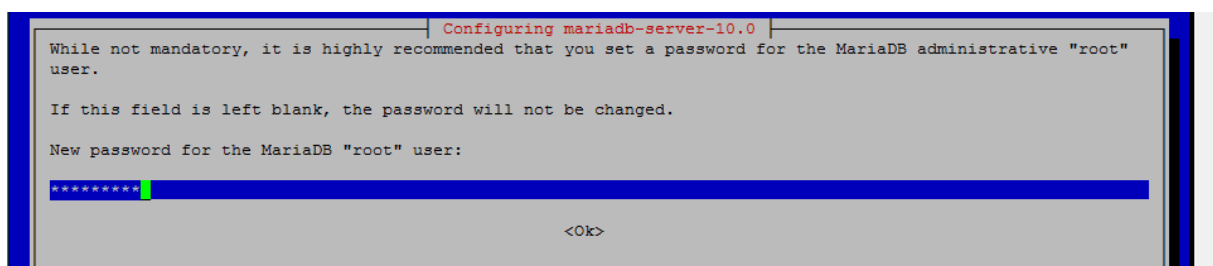 Configuring mariadb-server-10.0
While not mandatory, it is highly recommended that you set a password for the MariaDB administrative "root"
user.
If this field is left blank, the password will not be changed.
New password for the MariaDB "root" user:
*********
<Ok>